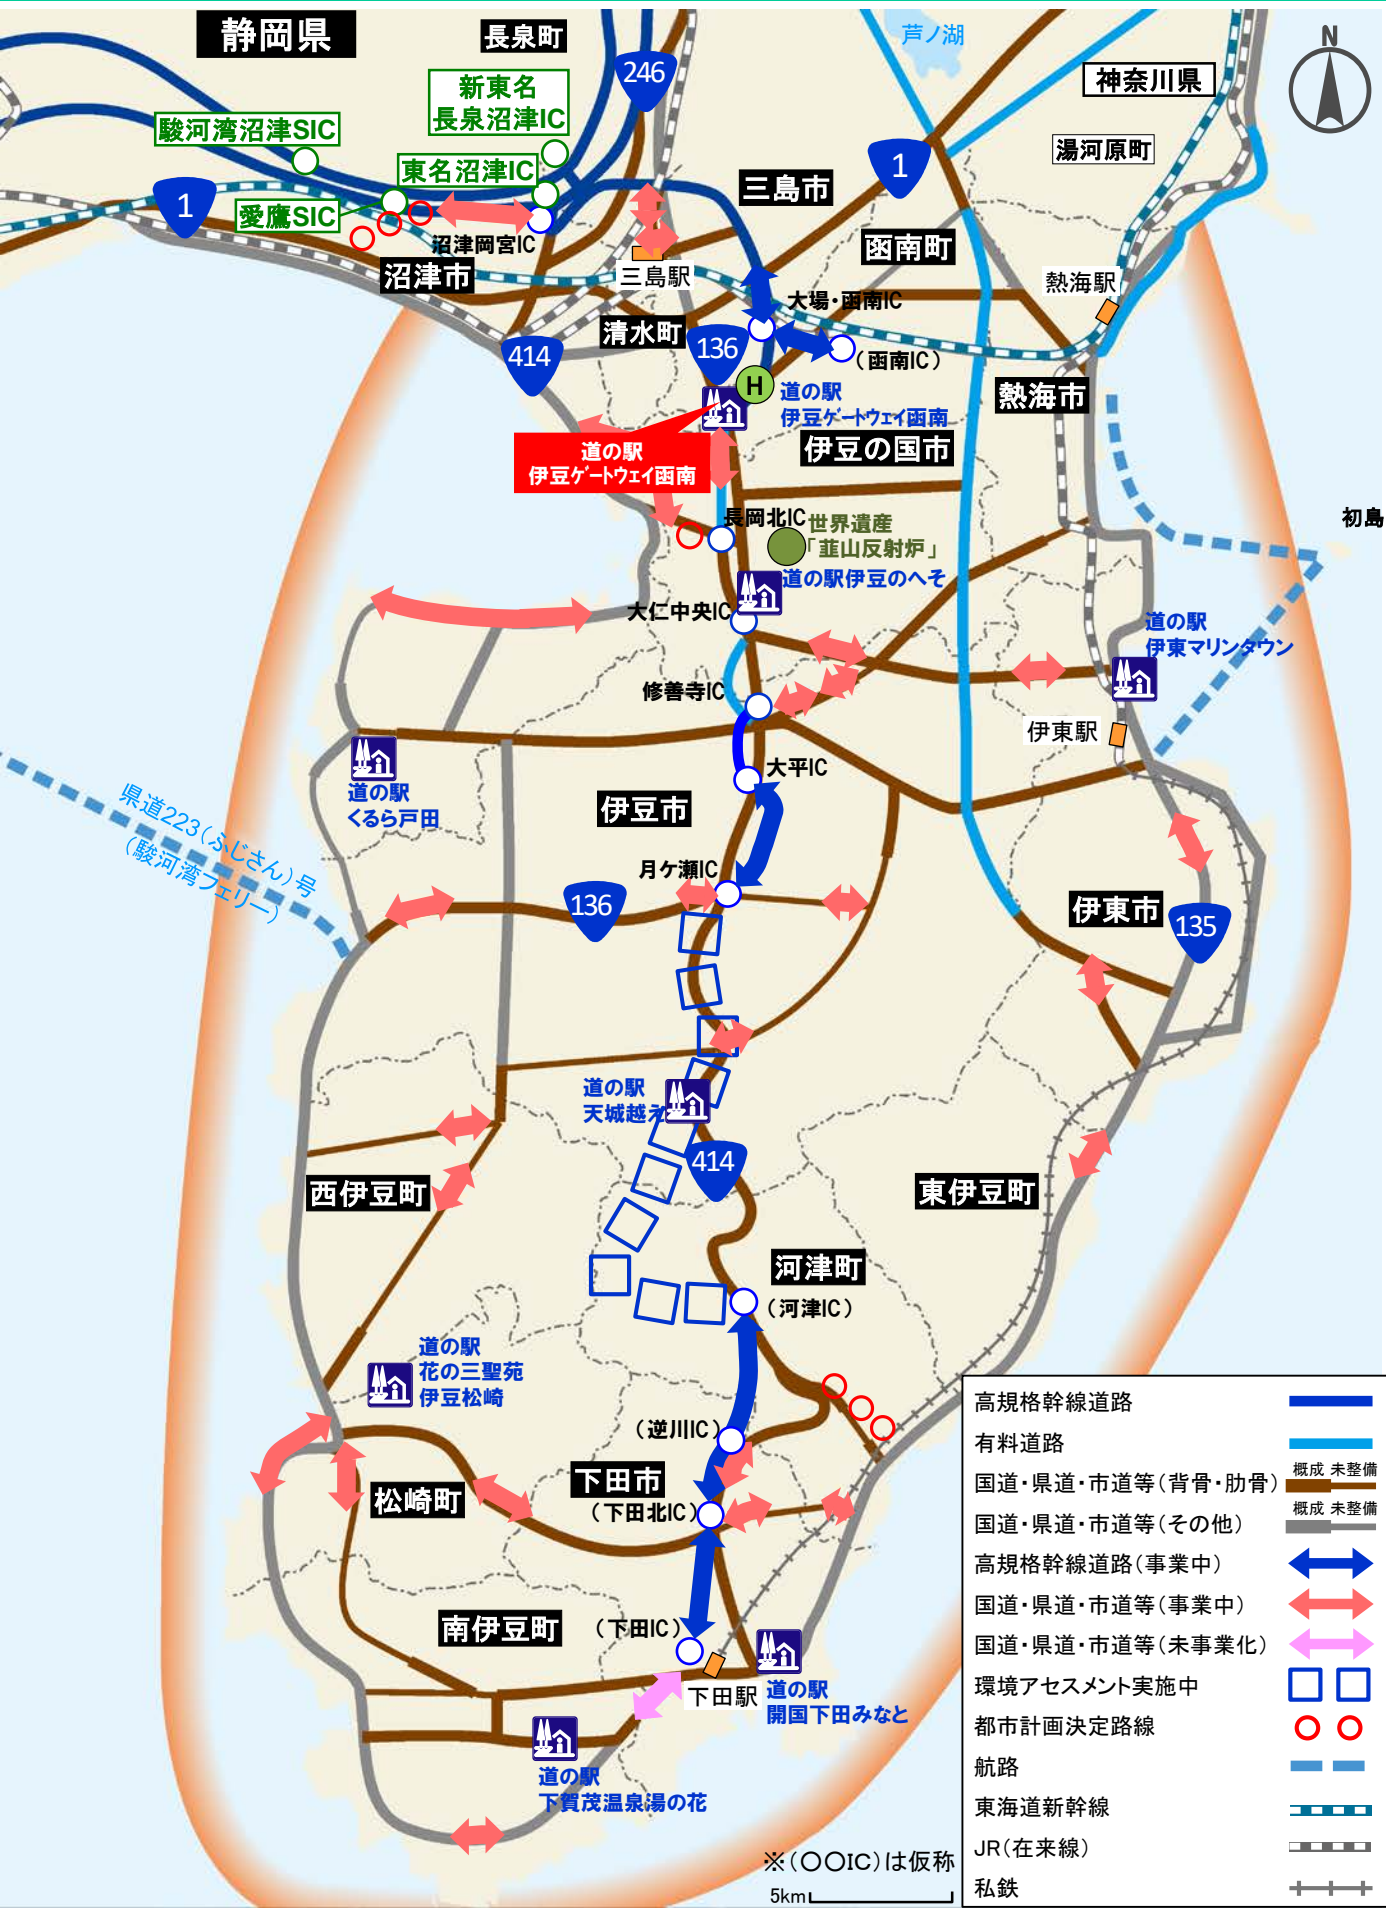 静岡県
長泉町
芦ノ湖
N
246
新東名
長泉沼津IC
神奈川県
駿河湾沼津SIC
湯河原町
東名沼津IC
1
三島市
1
愛鷹SIC
沼津岡宮IC
函南町
沼津市
三島駅
熱海駅
大場・函南IC
清水町
136
414
（函南IC）
H
道の駅
伊豆ゲートウェイ函南
熱海市
道の駅
伊豆ゲートウェイ函南
伊豆の国市
長岡北IC
世界遺産
「韮山反射炉」
初島
道の駅伊豆のへそ
大仁中央IC
道の駅
伊東マリンタウン
修善寺IC
伊東駅
大平IC
道の駅
くるら戸田
県道223（ふじさん）号
（駿河湾フェリー）
伊豆市
月ケ瀬IC
136
伊東市
135
道の駅
天城越え
414
西伊豆町
東伊豆町
河津町
（河津IC）
道の駅
花の三聖苑
伊豆松崎
（逆川IC）
下田市
松崎町
（下田北IC）
南伊豆町
（下田IC）
下田駅
道の駅
開国下田みなと
道の駅
下賀茂温泉湯の花
※（〇〇IC）は仮称
5km
高規格幹線道路
有料道路
国道・県道・市道等（背骨・肋骨） 概成 未整備
国道・県道・市道等（その他） 概成 未整備
高規格幹線道路（事業中）
国道・県道・市道等（事業中）
国道・県道・市道等（未事業化）
環境アセスメント実施中
都市計画決定路線
航路
東海道新幹線
JR（在来線）
私鉄